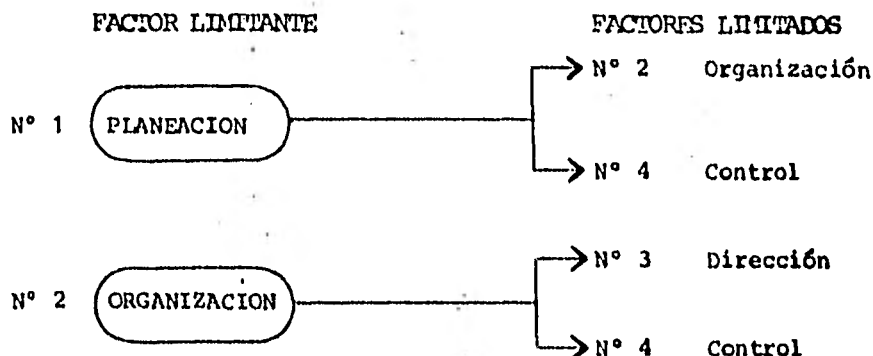 FACTOR LIMITANTE FACTORES LIMITADOS
N° 2 Organización
N° 1 PLANEACION
N° 4 Control
N° 3 Dirección
N° 2 ORGANIZACION
N° 4 Control